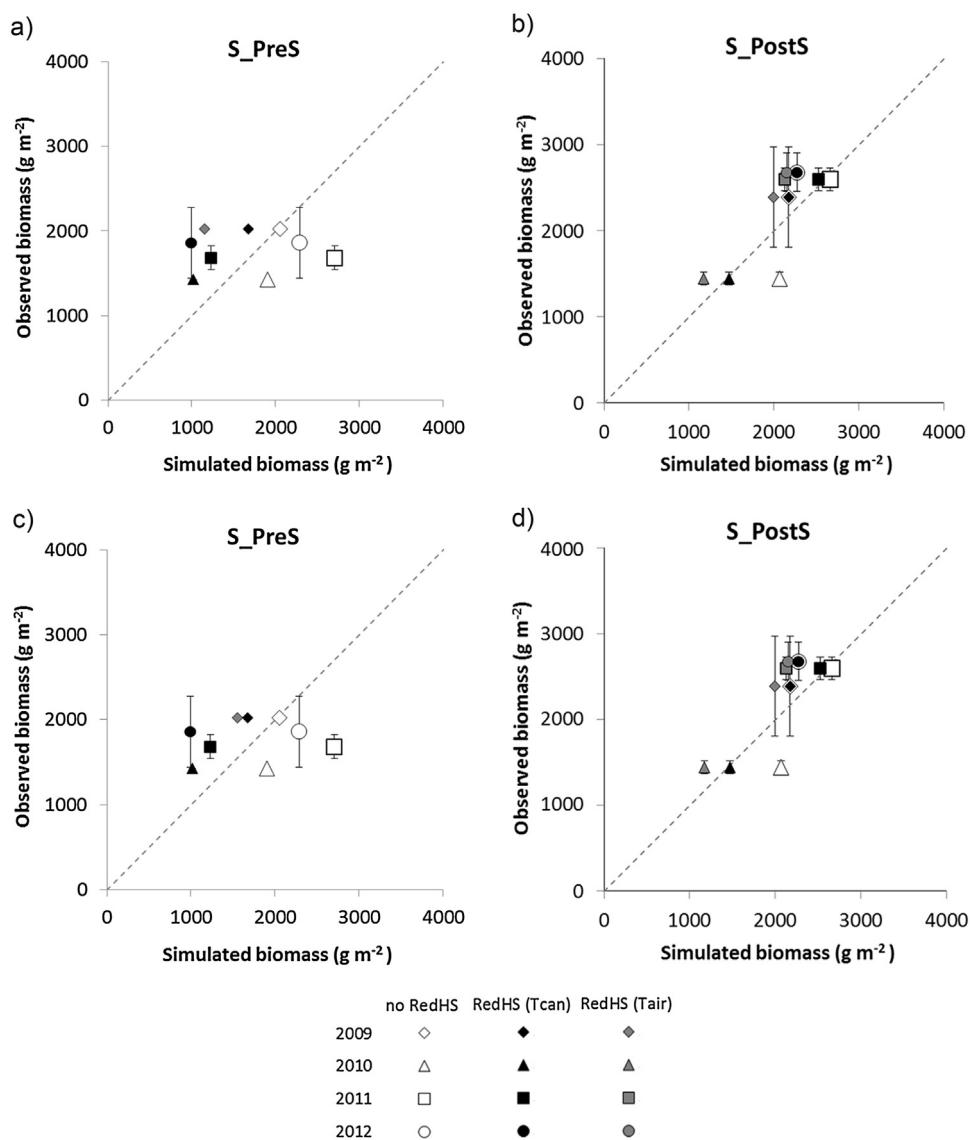 a)
S_PreS
4000
3000
2000
1000
0
Observed biomass (g m⁻²)
0 1000 2000 3000 4000
Simulated biomass (g m⁻²)
b)
S_PostS
4000
3000
2000
1000
0
Observed biomass (g m⁻²)
0 1000 2000 3000 4000
Simulated biomass (g m⁻²)
c)
S_PreS
4000
3000
2000
1000
0
Observed biomass (g m⁻²)
0 1000 2000 3000 4000
Simulated biomass (g m⁻²)
d)
S_PostS
4000
3000
2000
1000
0
Observed biomass (g m⁻²)
0 1000 2000 3000 4000
Simulated biomass (g m⁻²)
no RedHS RedHS (Tcan) RedHS (Tair)
2009
2010
2011
2012